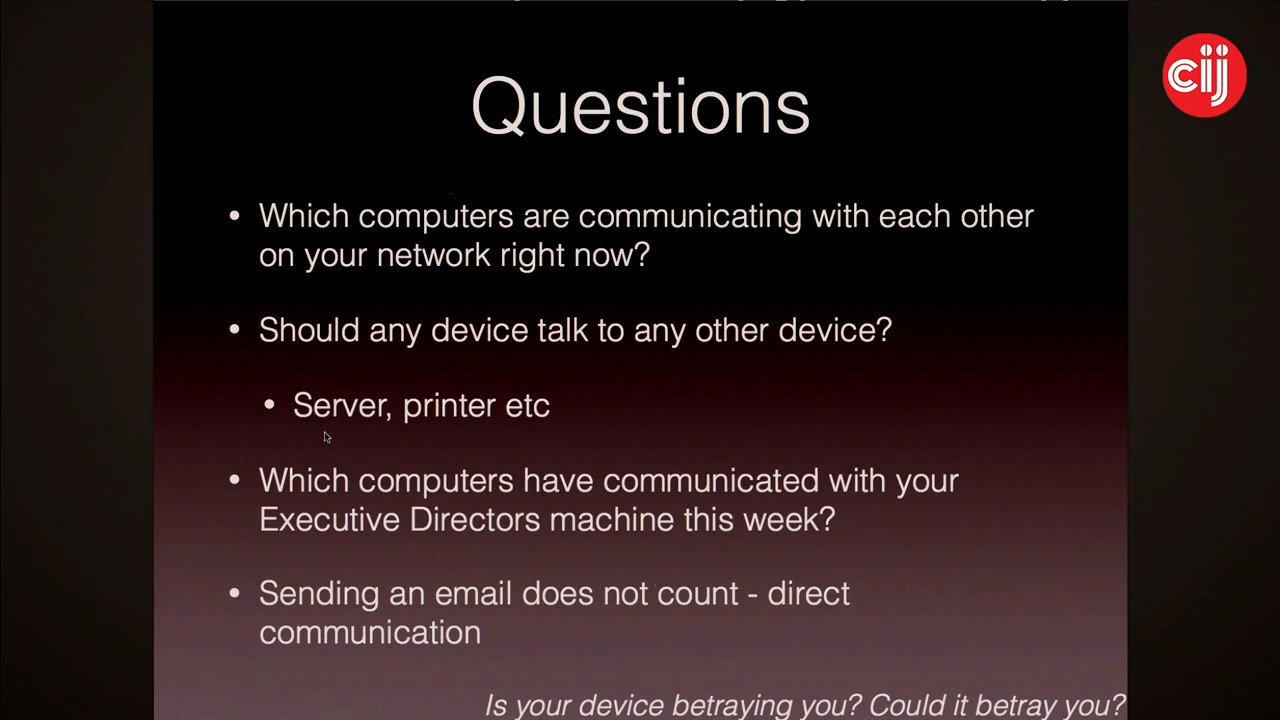 cij
Questions
• Which computers are communicating with each other
on your network right now?
• Should any device talk to any other device?
• Server, printer etc
• Which computers have communicated with your
Executive Directors machine this week?
• Sending an email does not count - direct
communication
Is your device betraying you? Could it betray you?